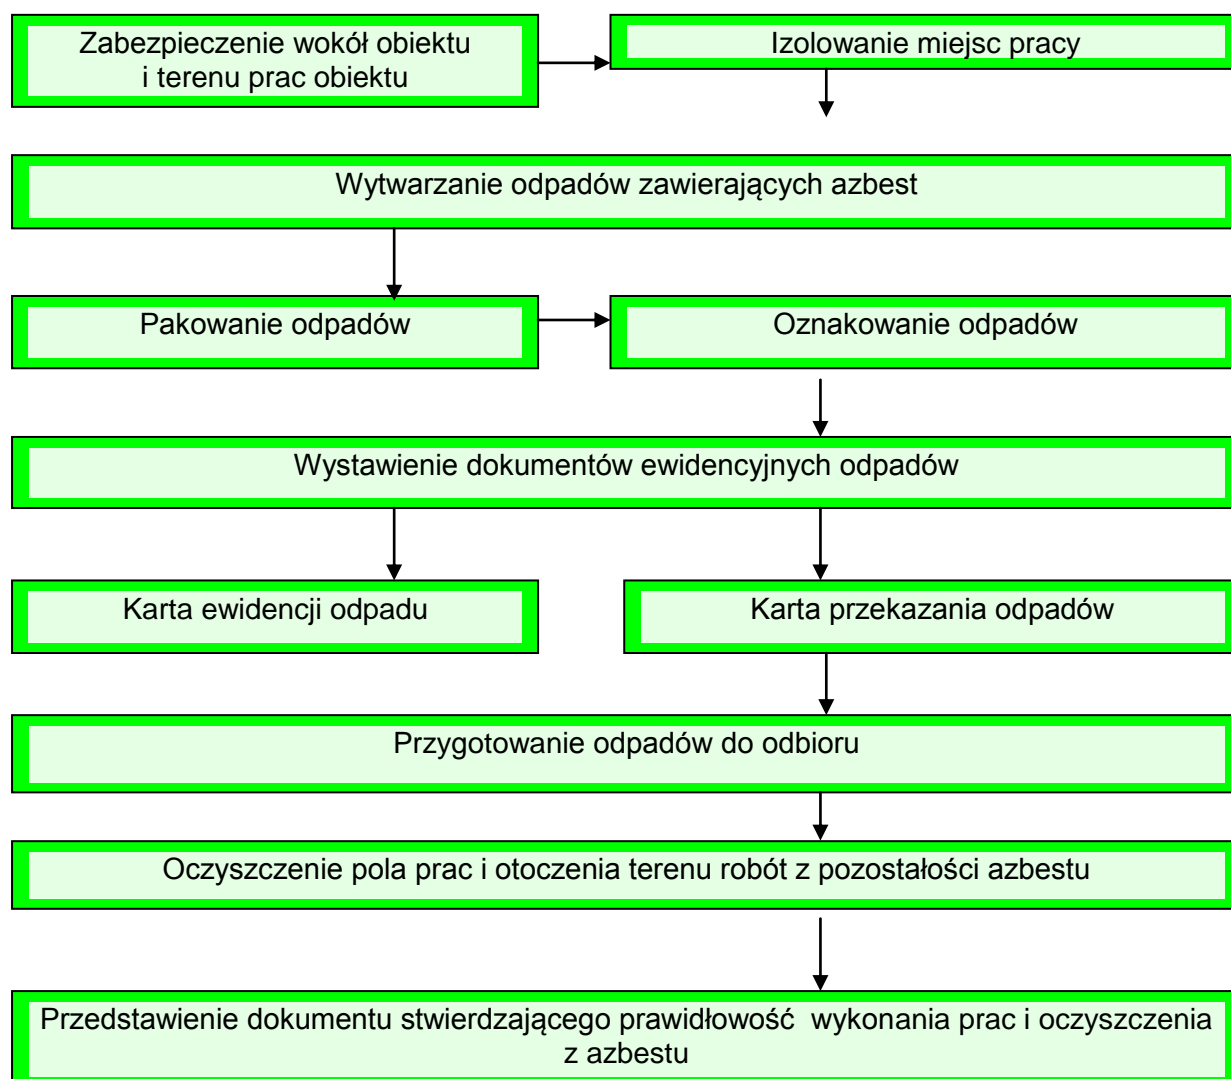 Zabezpieczenie wokół obiektu
i terenu prac obiektu
Izolowanie miejsc pracy
Wytwarzanie odpadów zawierających azbest
Pakowanie odpadów
Oznakowanie odpadów
Wystawienie dokumentów ewidencyjnych odpadów
Karta ewidencji odpadu
Karta przekazania odpadów
Przygotowanie odpadów do odbioru
Oczyszczenie pola prac i otoczenia terenu robót z pozostałości azbestu
Przedstawienie dokumentu stwierdzającego prawidłowość wykonania prac i oczyszczenia
z azbestu